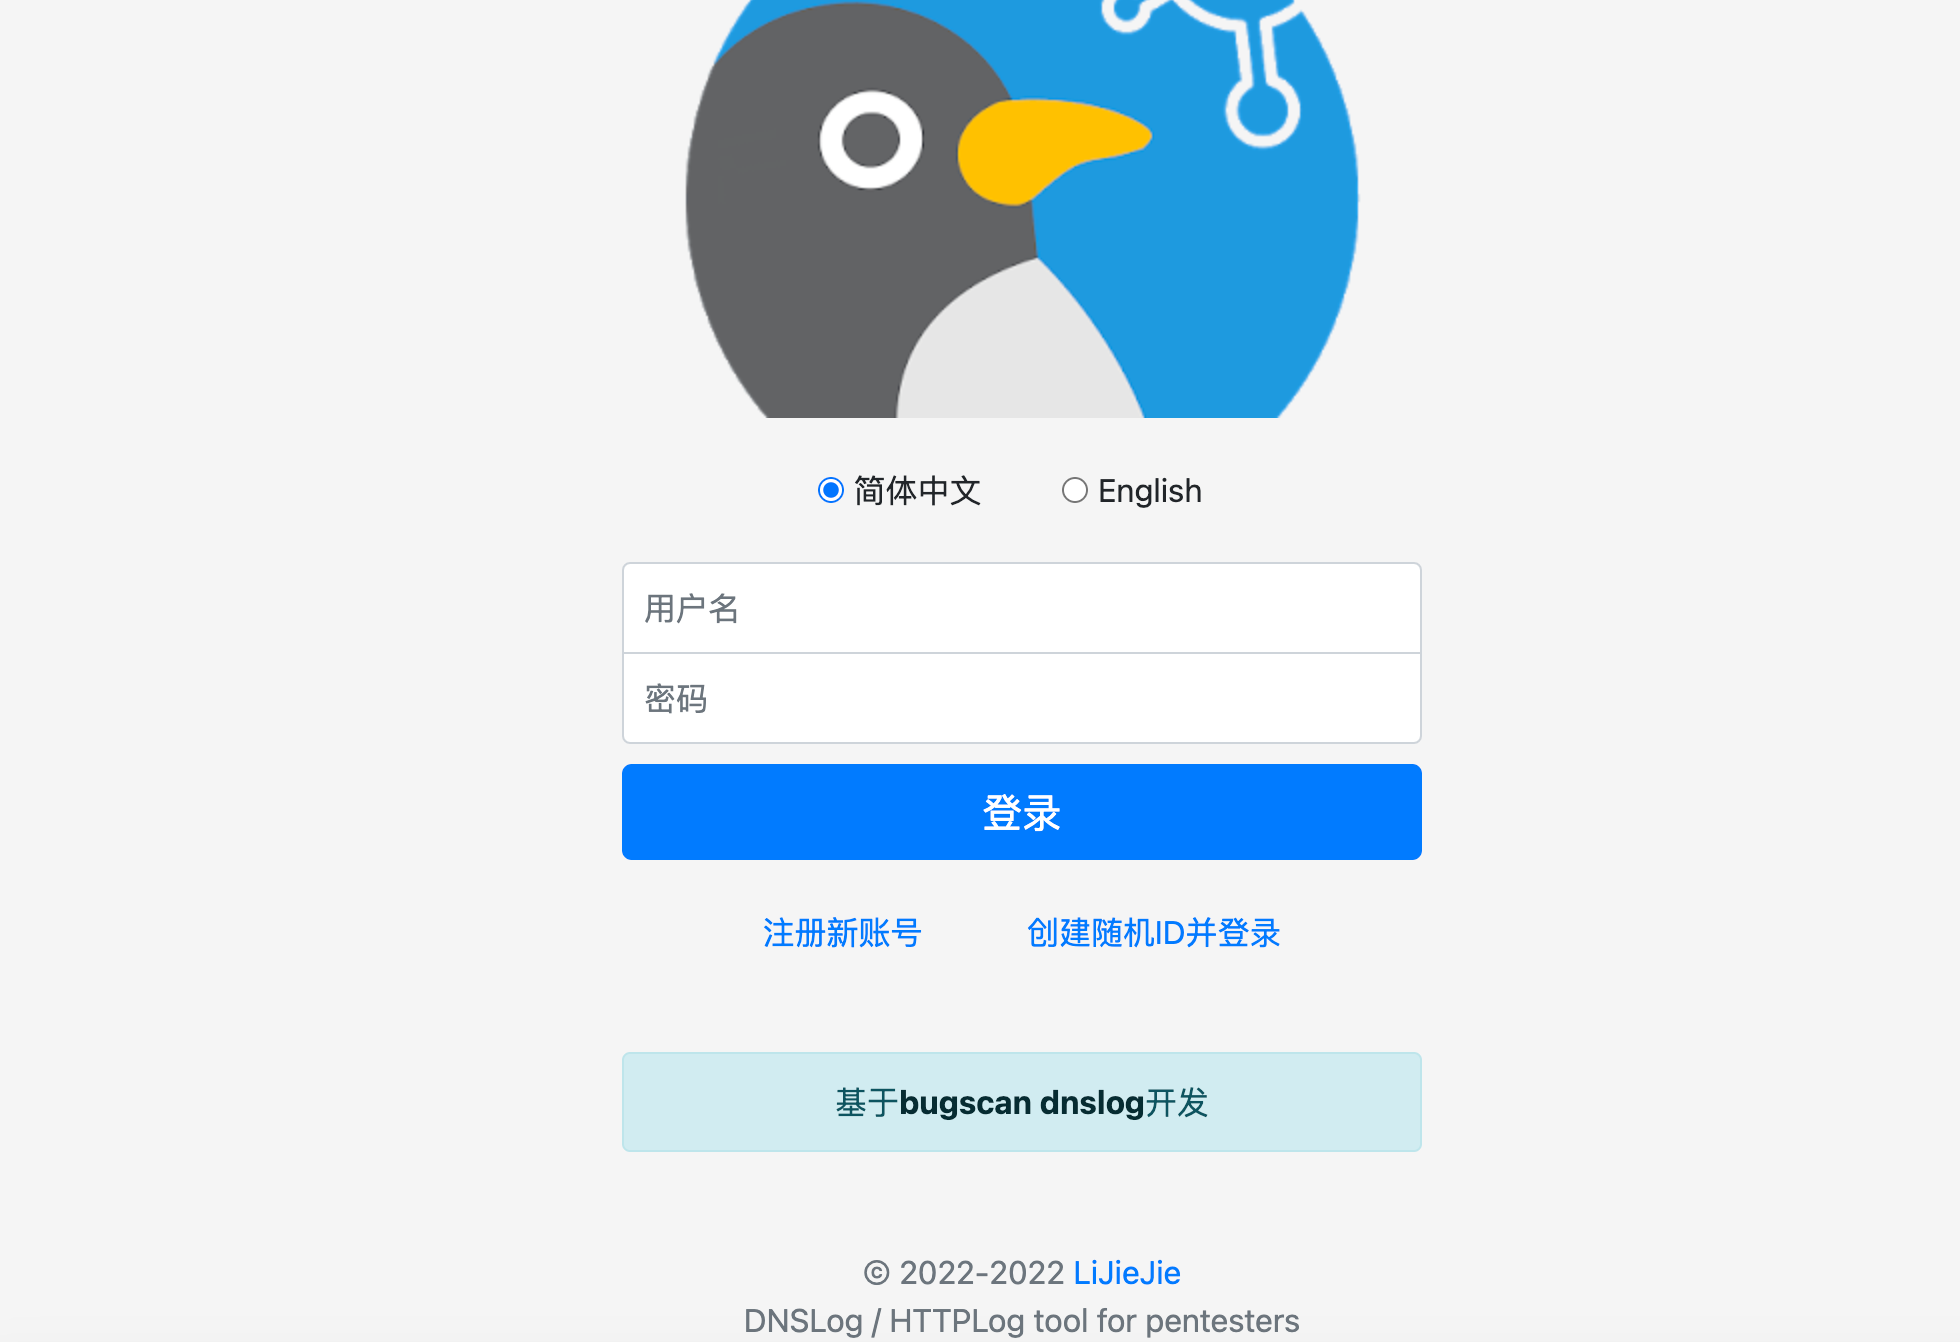 简体中文 English
用户名
密码
登录
注册新账号 创建随机ID并登录
基于bugscan dnslog开发
© 2022-2022 LiJieJie
DNSLog / HTTPLog tool for pentesters